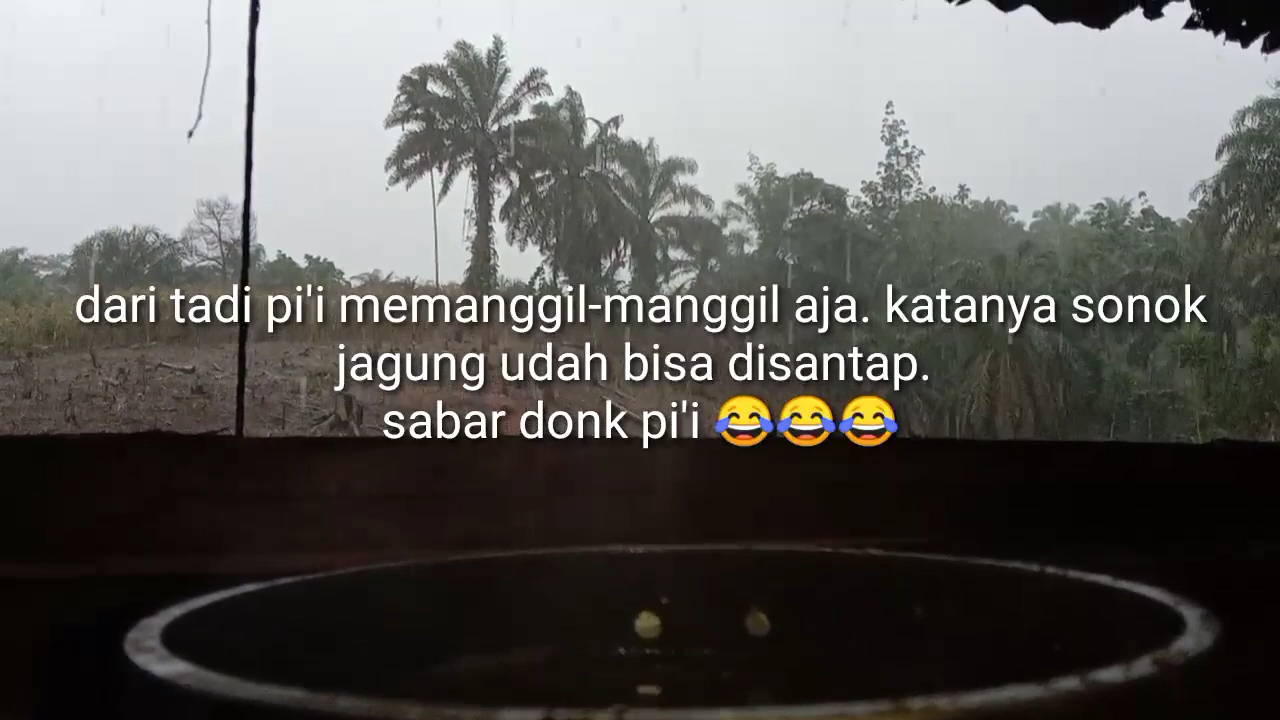 dari tadi pi'i memanggil-manggil aja. katanya sonok
jagung udah bisa disantap.
sabar donk pi'i 😂😂😂